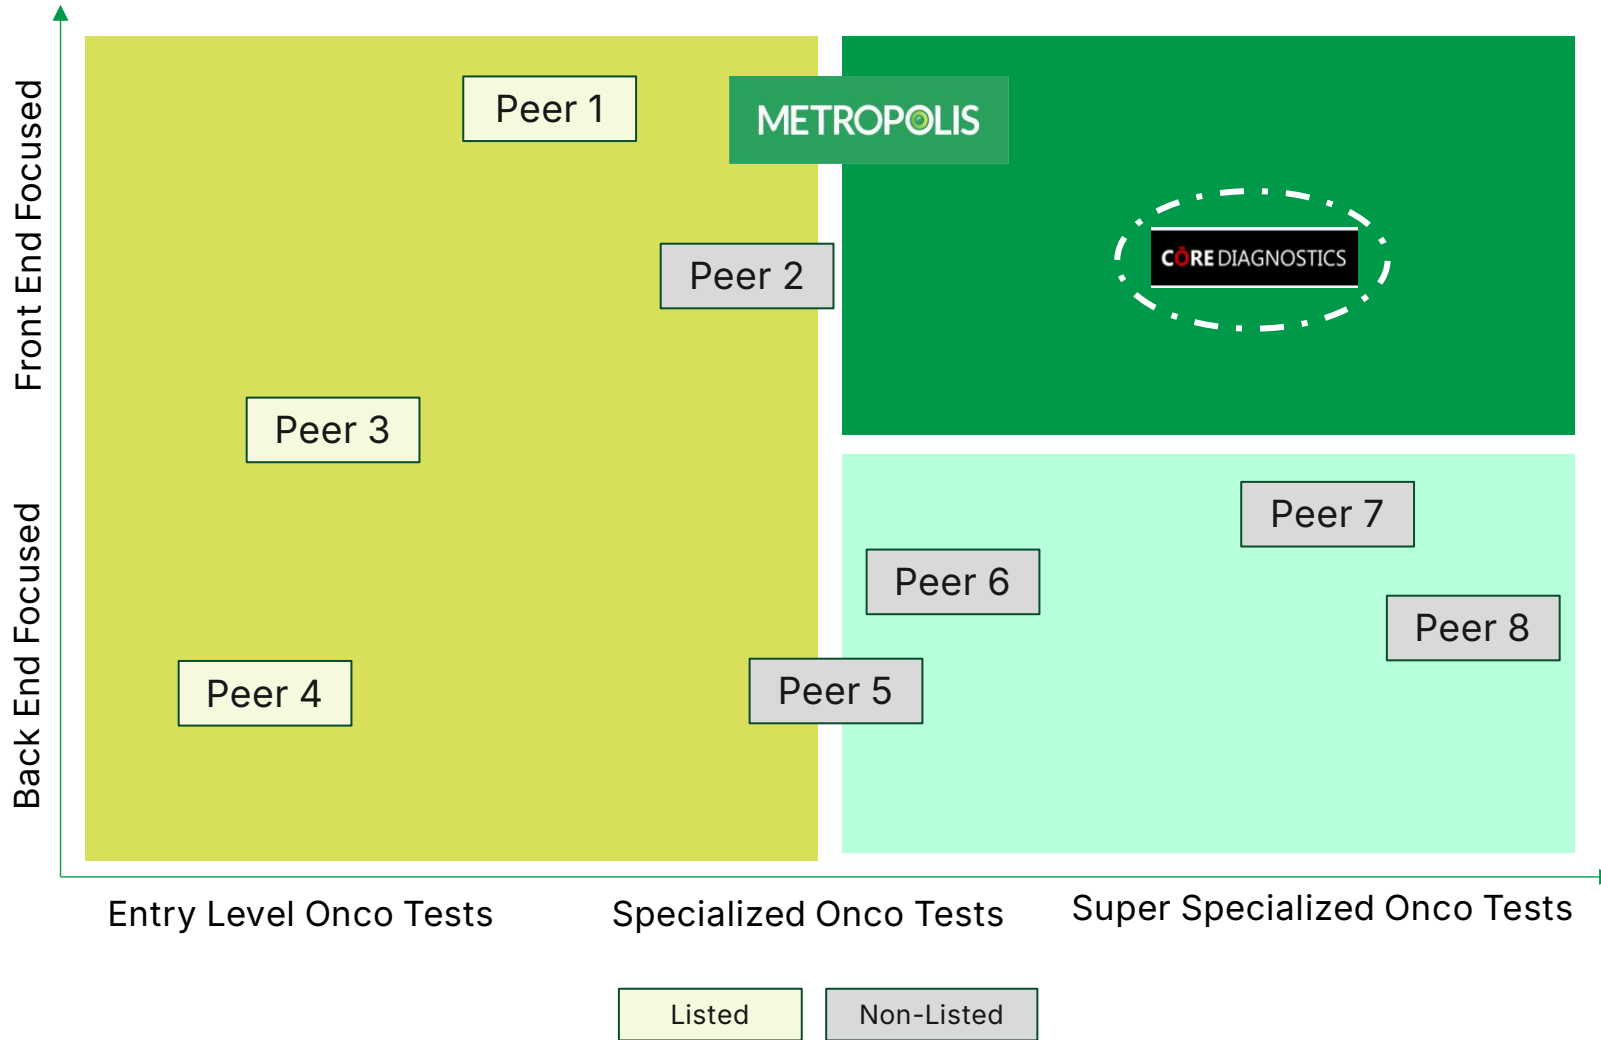 Front End Focused
Back End Focused
Peer 1
METROPOLIS
Peer 2
CŌRE DIAGNOSTICS
Peer 3
Peer 7
Peer 6
Peer 8
Peer 4
Peer 5
Entry Level Onco Tests
Specialized Onco Tests
Super Specialized Onco Tests
Listed
Non-Listed